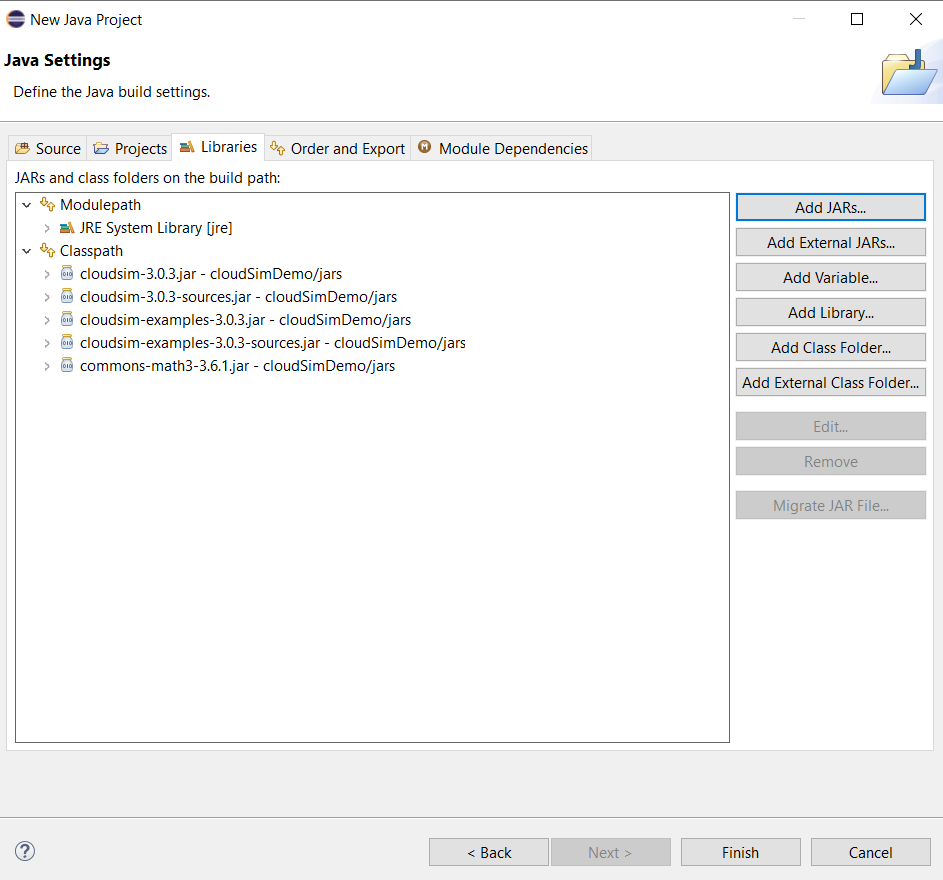 New Java Project
Java Settings
Define the Java build settings.
Source Projects Libraries Order and Export Module Dependencies
JARs and class folders on the build path:
Modulepath
JRE System Library [jre]
Classpath
cloudsim-3.0.3.jar - cloudSimDemo/jars
cloudsim-3.0.3-sources.jar - cloudSimDemo/jars
cloudsim-examples-3.0.3.jar - cloudSimDemo/jars
cloudsim-examples-3.0.3-sources.jar - cloudSimDemo/jars
commons-math3-3.6.1.jar - cloudSimDemo/jars
Add JARs...
Add External JARs...
Add Variable...
Add Library...
Add Class Folder...
Add External Class Folder...
Edit...
Remove
Migrate JAR File...
< Back Next > Finish Cancel